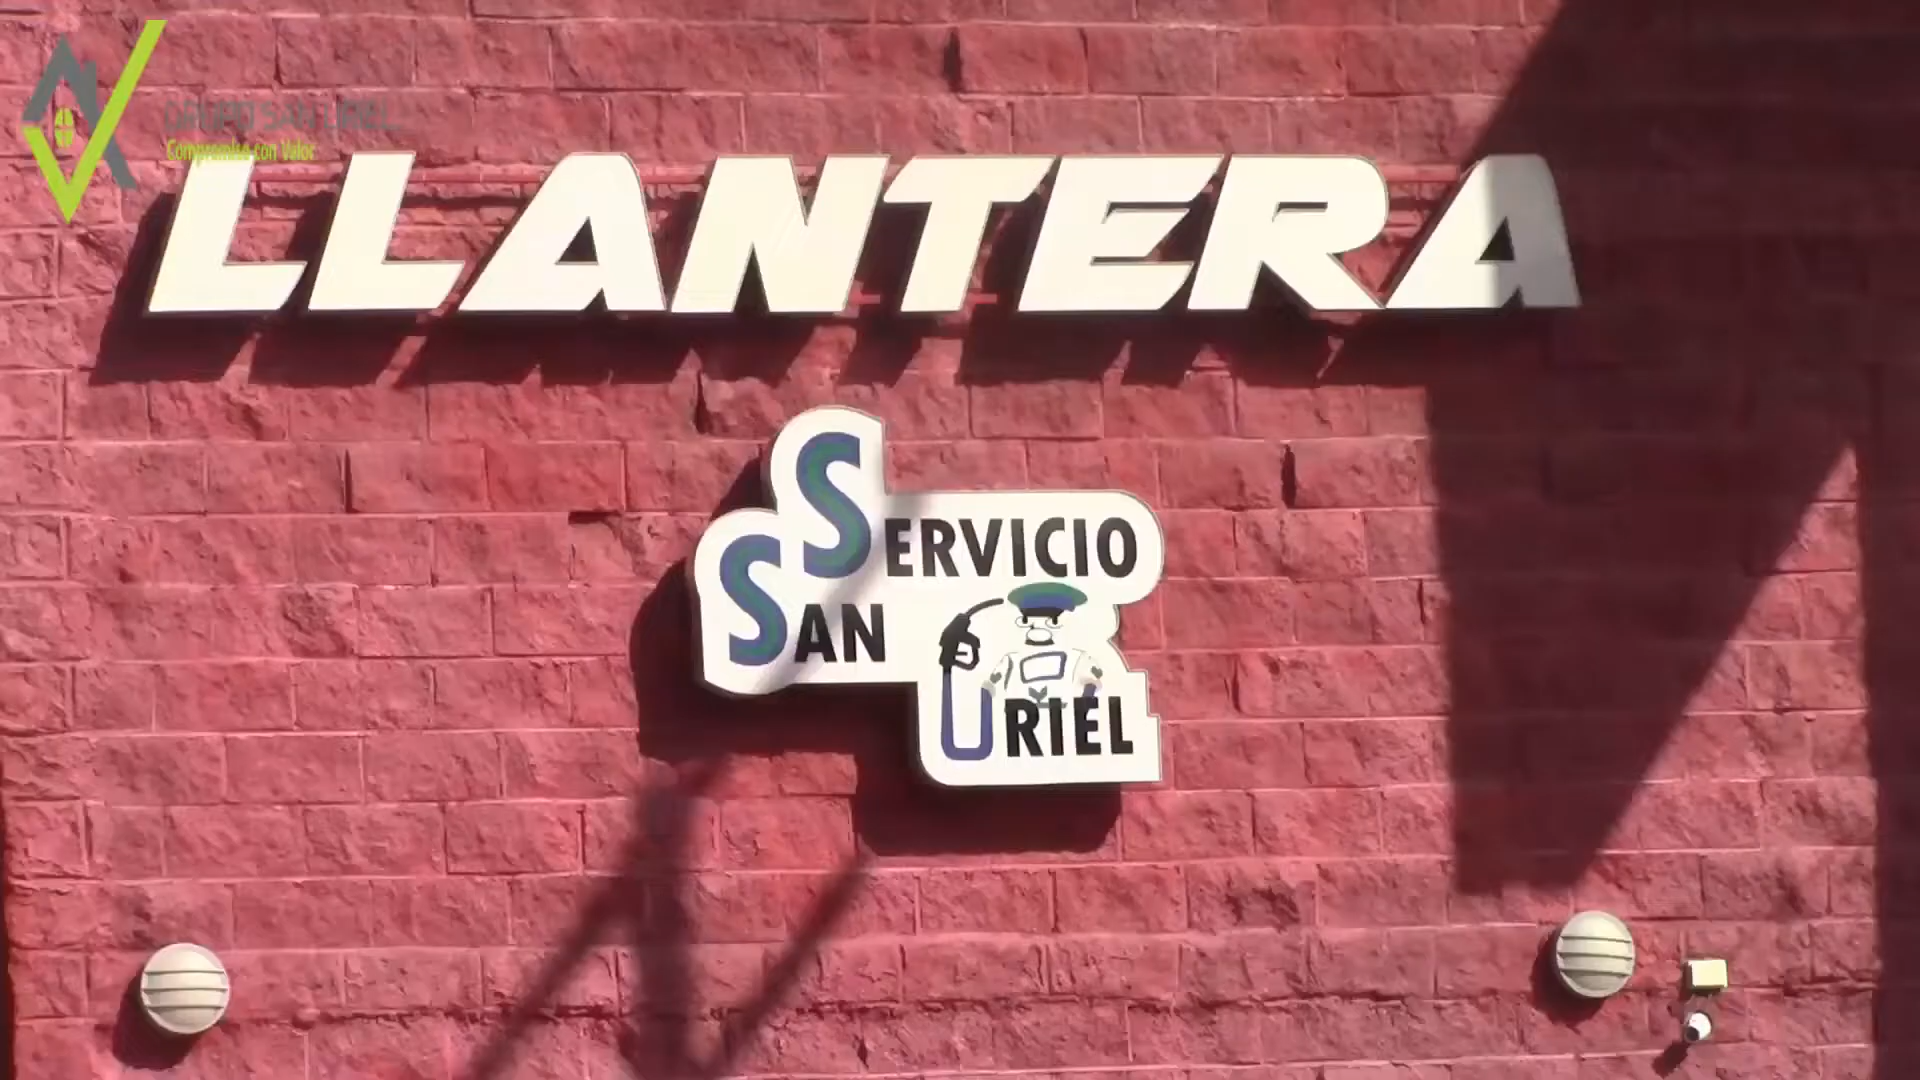 GRUPO SAN URIEL
Compromiso con Valor
LLANTERA
SERVICIO
SAN
URIEL